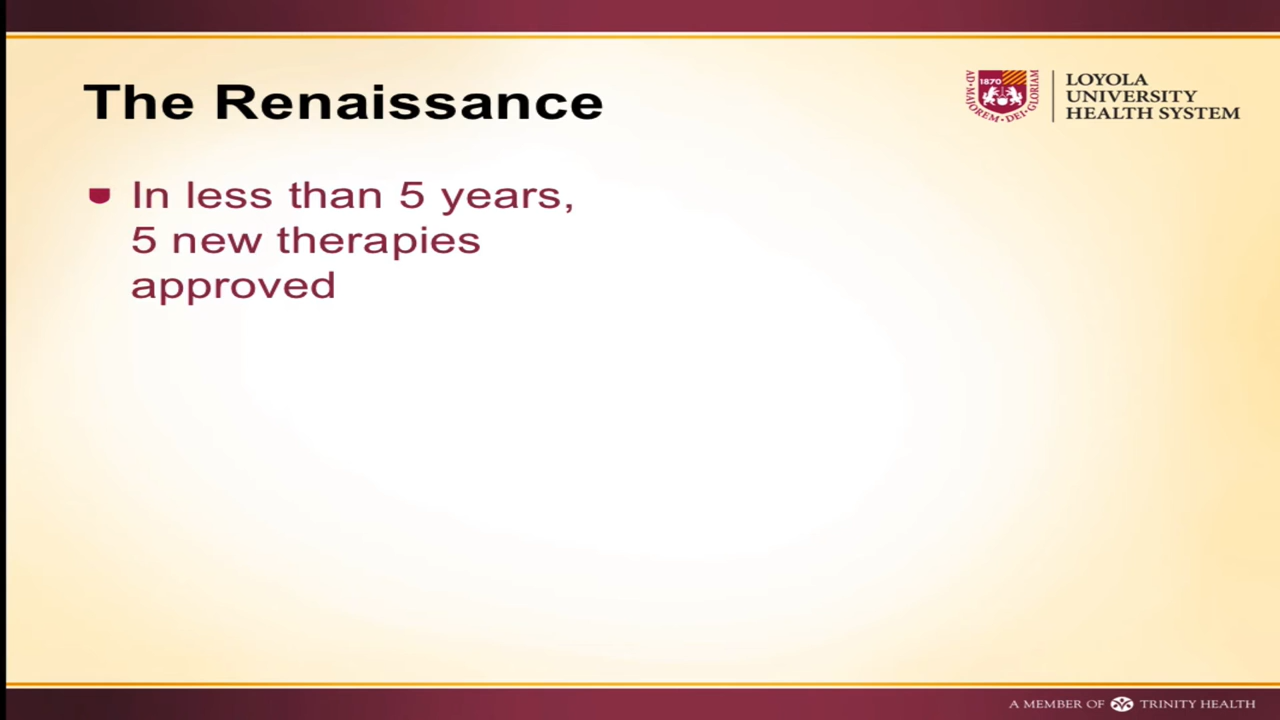 The Renaissance
1870
AD • MAJOREM • DEI • GLORIAM
LOYOLA
UNIVERSITY
HEALTH SYSTEM
In less than 5 years,
5 new therapies
approved
A MEMBER OF TRINITY HEALTH